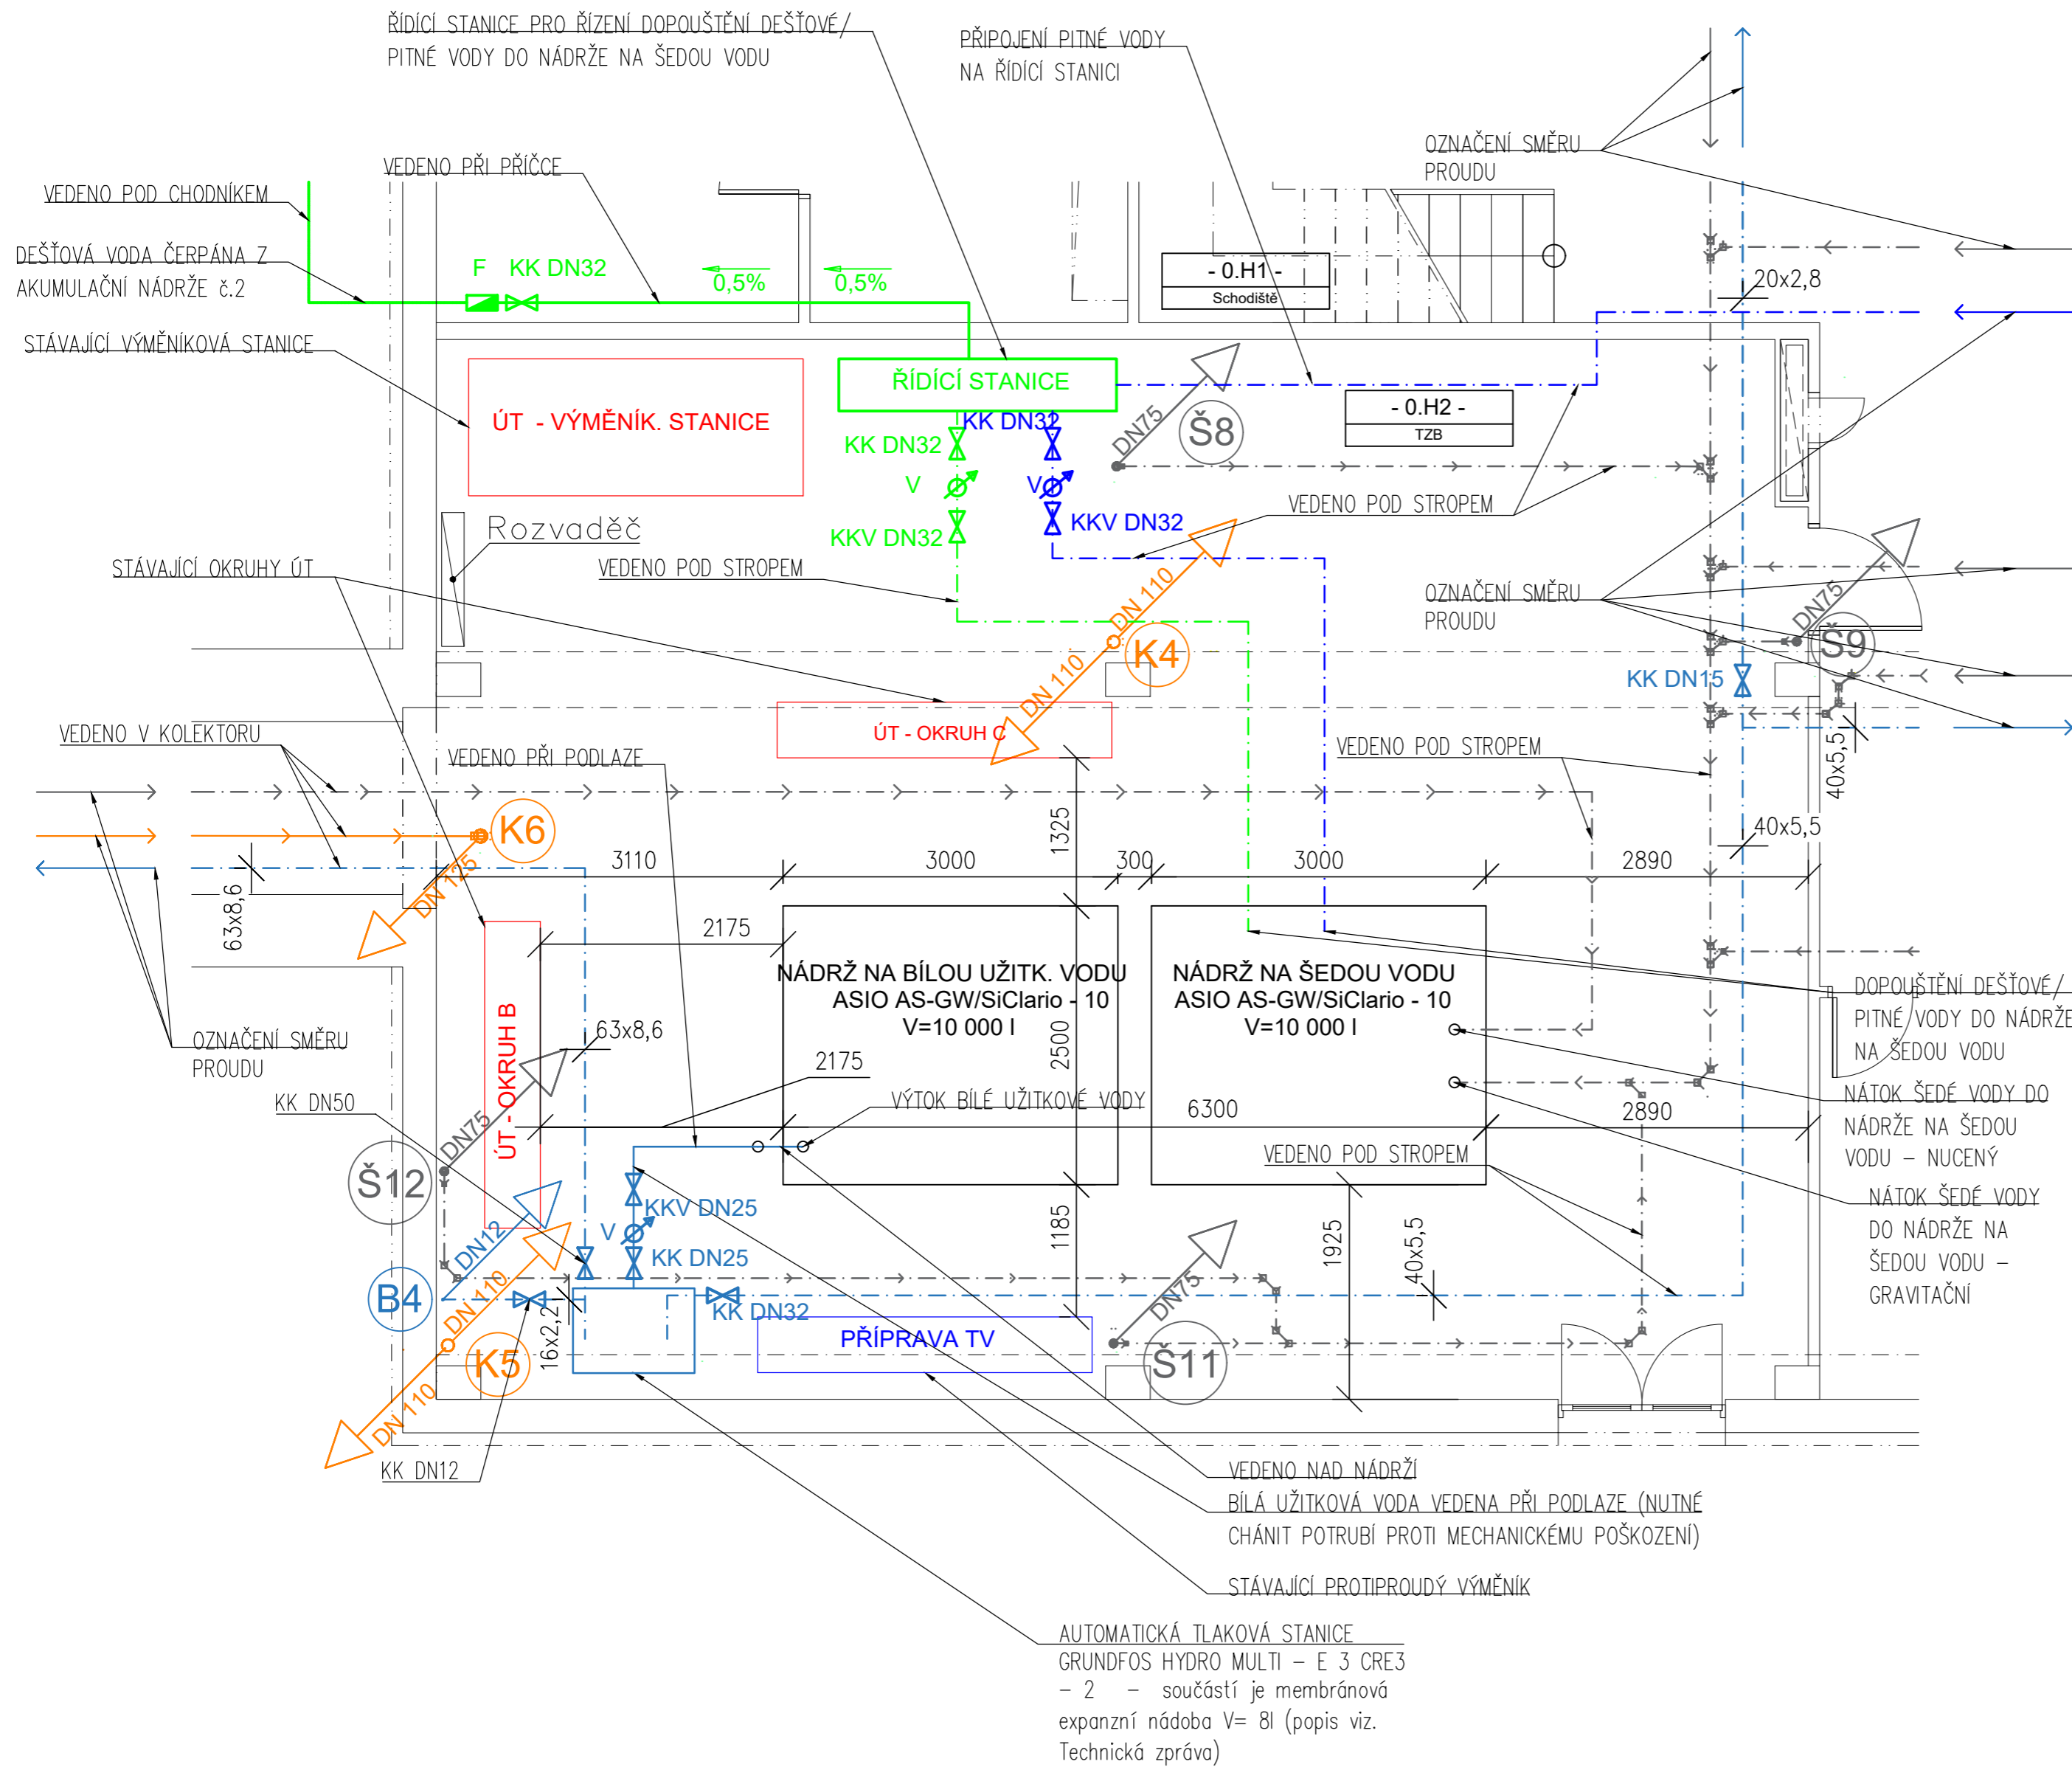 ŘÍDÍCÍ STANICE PRO ŘÍZENÍ DOPOUŠTĚNÍ DEŠŤOVÉ/
PITNÉ VODY DO NÁDRŽE NA ŠEDOU VODU
PŘIPOJENÍ PITNÉ VODY
NA ŘÍDÍCÍ STANICI
OZNAČENÍ SMĚRU
PROUDU
VEDENO PŘI PŘÍČCE
VEDENO POD CHODNÍKEM
DEŠŤOVÁ VODA ČERPÁNA Z
AKUMULAČNÍ NÁDRŽE č.2
F KK DN32
0,5%
0,5%
- 0.H1 -
Schodiště
20x2,8
STÁVAJÍCÍ VÝMĚNÍKOVÁ STANICE
ÚT - VÝMĚNÍK. STANICE
ŘÍDÍCÍ STANICE
- 0.H2 -
TZB
KK DN32
KK DN32
V
V
KKV DN32
KKV DN32
DN75
Š8
VEDENO POD STROPEM
Rozvaděč
STÁVAJÍCÍ OKRUHY ÚT
VEDENO POD STROPEM
DN 110
K4
DN 110
OZNAČENÍ SMĚRU
PROUDU
DN75
Š9
KK DN15
ÚT - OKRUH C
VEDENO V KOLEKTORU
VEDENO PŘI PODLAZE
VEDENO POD STROPEM
40x5,5
40x5,5
K6
DN 125
63x8,6
3110
3000
300
3000
2890
1325
2175
NÁDRŽ NA BÍLOU UŽITK. VODU
ASIO AS-GW/SiClario - 10
V=10 000 l
NÁDRŽ NA ŠEDOU VODU
ASIO AS-GW/SiClario - 10
V=10 000 l
2500
63x8,6
2175
ÚT - OKRUH B
OZNAČENÍ SMĚRU
PROUDU
KK DN50
VÝTOK BÍLÉ UŽITKOVÉ VODY
6300
2890
DOPOUŠTĚNÍ DEŠŤOVÉ/
PITNÉ VODY DO NÁDRŽE
NA ŠEDOU VODU
NÁTOK ŠEDÉ VODY DO
NÁDRŽE NA ŠEDOU
VODU – NUCENÝ
NÁTOK ŠEDÉ VODY
DO NÁDRŽE NA
ŠEDOU VODU –
GRAVITAČNÍ
VEDENO POD STROPEM
DN75
Š12
KKV DN25
V
KK DN25
DN12
B4
DN 110
K5
DN 110
16x2,2
KK DN32
1185
1925
40x5,5
DN75
Š11
PŘÍPRAVA TV
KK DN12
VEDENO NAD NÁDRŽÍ
BÍLÁ UŽITKOVÁ VODA VEDENA PŘI PODLAZE (NUTNÉ
CHÁNIT POTRUBÍ PROTI MECHANICKÉMU POŠKOZENÍ)
STÁVAJÍCÍ PROTIPROUDÝ VÝMĚNÍK
AUTOMATICKÁ TLAKOVÁ STANICE
GRUNDFOS HYDRO MULTI – E 3 CRE3
– 2 – součástí je membránová
expanzní nádoba V= 8l (popis viz.
Technická zpráva)